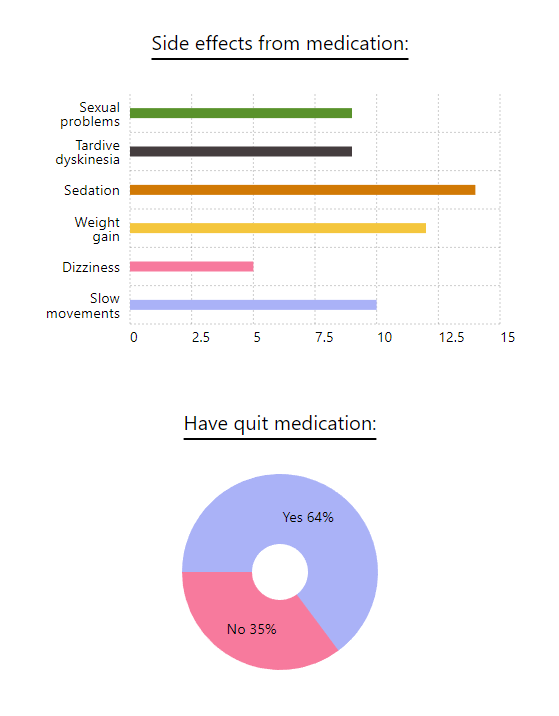 Side effects from medication:
Sexual
problems
Tardive
dyskinesia
Sedation
Weight
gain
Dizziness
Slow
movements
0 2.5 5 7.5 10 12.5 15
Have quit medication:
Yes 64%
No 35%